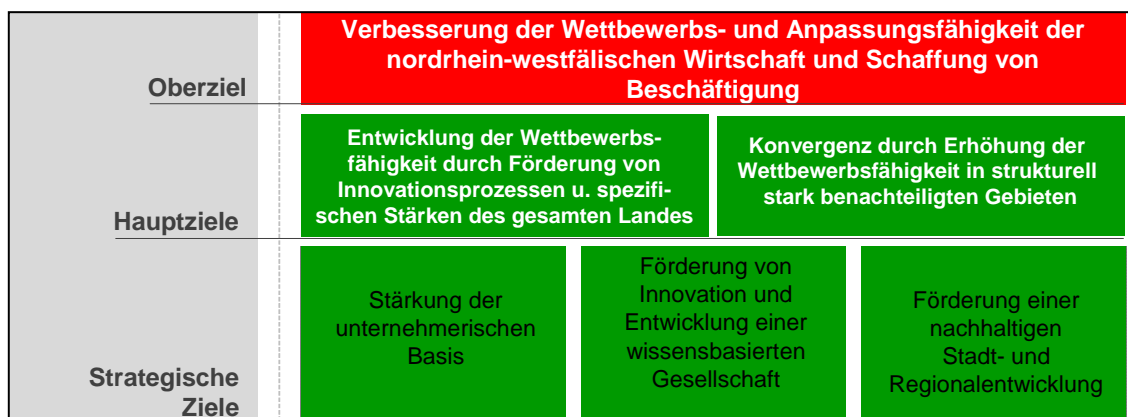 Verbesserung der Wettbewerbs- und Anpassungsfähigkeit der
nordrhein-westfälischen Wirtschaft und Schaffung von
Beschäftigung
Oberziel
Entwicklung der Wettbewerbs-
fähigkeit durch Förderung von
Innovationsprozessen u. spezifi-
schen Stärken des gesamten Landes
Konvergenz durch Erhöhung der
Wettbewerbsfähigkeit in strukturell
stark benachteiligten Gebieten
Hauptziele
Stärkung der
unternehmerischen
Basis
Förderung von
Innovation und
Entwicklung einer
wissensbasierten
Gesellschaft
Förderung einer
nachhaltigen
Stadt- und
Regionalentwicklung
Strategische
Ziele